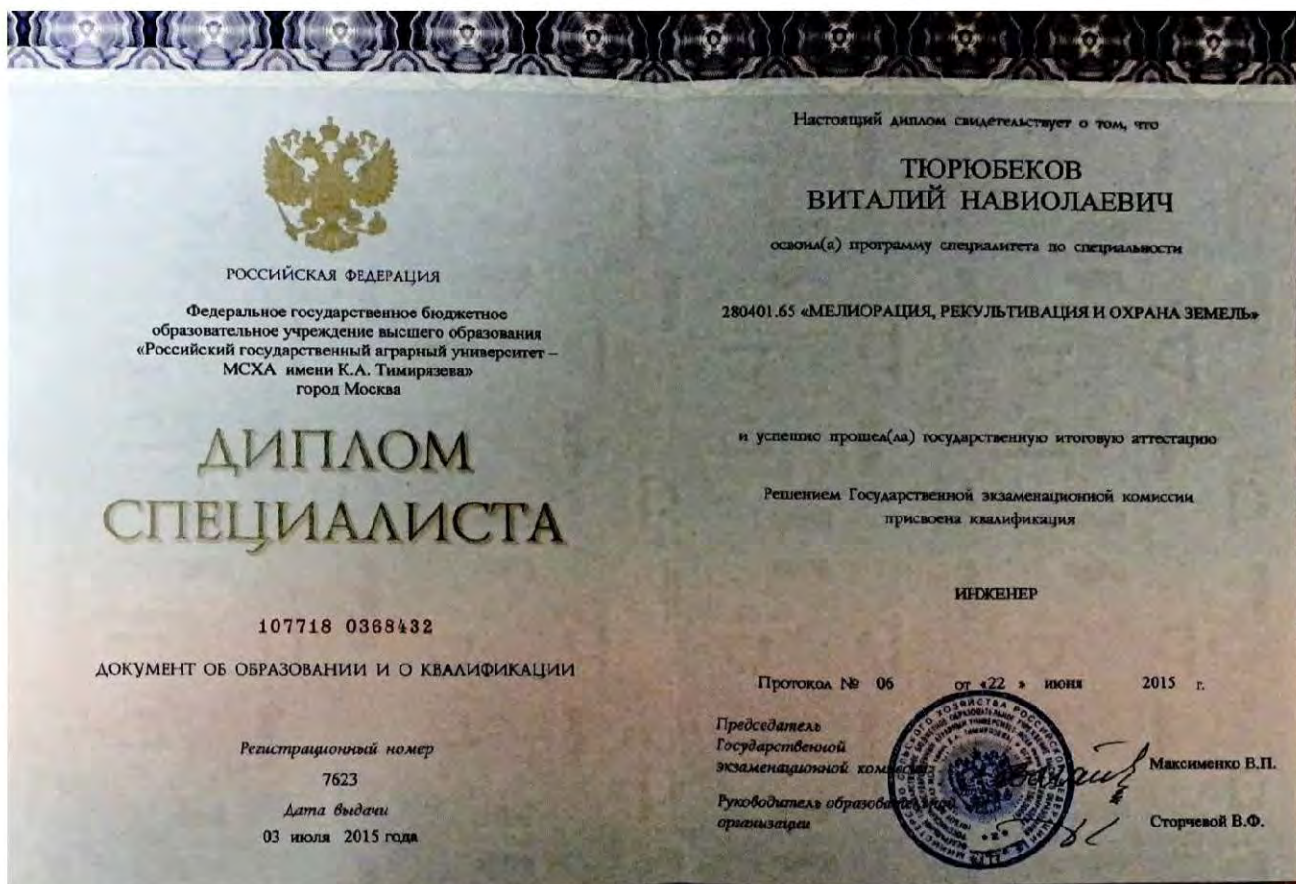 РОССИЙСКАЯ ФЕДЕРАЦИЯ
Федеральное государственное бюджетное
образовательное учреждение высшего образования
«Российский государственный аграрный университет –
МСХА имени К.А. Тимирязева»
город Москва
ДИПЛОМ
СПЕЦИАЛИСТА
107718 0368432
ДОКУМЕНТ ОБ ОБРАЗОВАНИИ И О КВАЛИФИКАЦИИ
Регистрационный номер
7623
Дата выдачи
03 июля 2015 года
Настоящий диплом свидетельствует о том, что
ТЮРЮБЕКОВ
ВИТАЛИЙ НАВИОЛАЕВИЧ
освоил(а) программу специалитета по специальности
280401.65 «МЕЛИОРАЦИЯ, РЕКУЛЬТИВАЦИЯ И ОХРАНА ЗЕМЕЛЬ»
и успешно прошел(ла) государственную итоговую аттестацию
Решением Государственной экзаменационной комиссии
присвоена квалификация
ИНЖЕНЕР
Протокол № 06 от «22 » июня 2015 г.
Председатель
Государственной
экзаменационной
Максименко В.П.
Руководитель
организации
Сторчевой В.Ф.